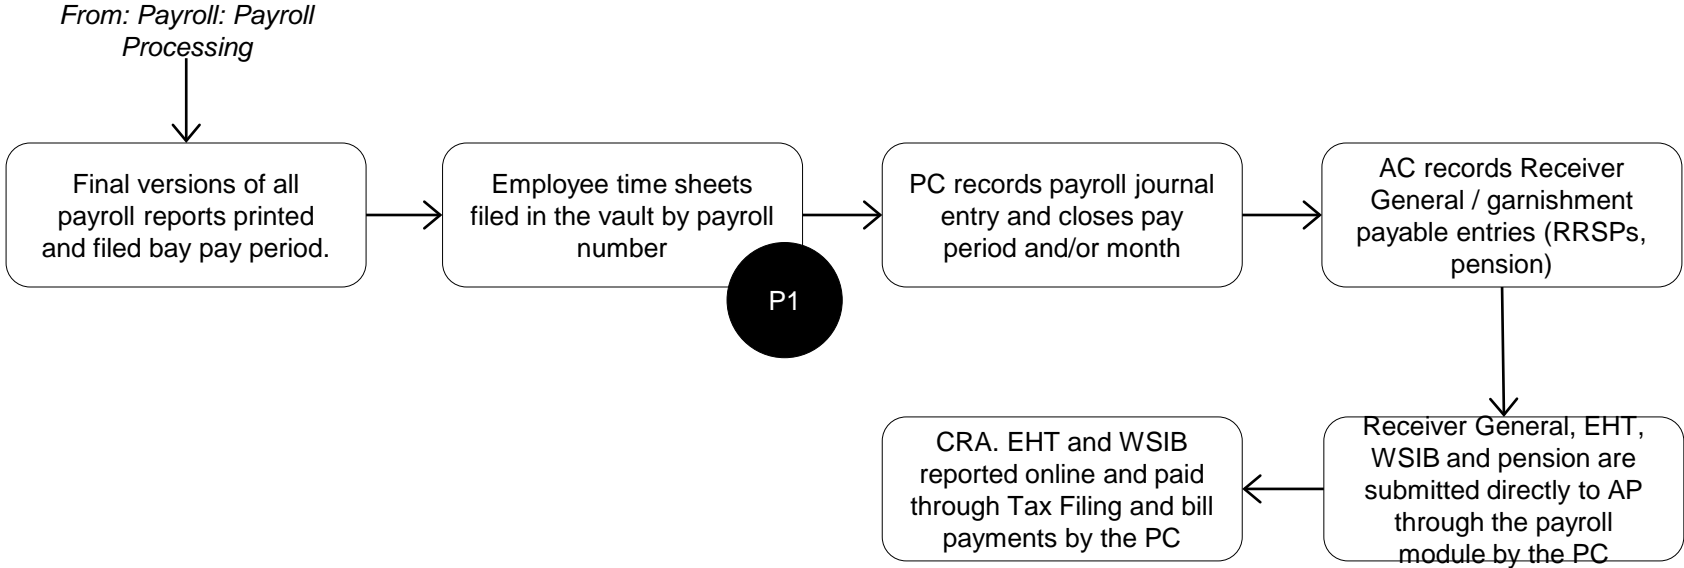 From: Payroll: Payroll
Processing
Final versions of all
payroll reports printed
and filed bay pay period.
Employee time sheets
filed in the vault by payroll
number
P1
PC records payroll journal
entry and closes pay
period and/or month
AC records Receiver
General / garnishment
payable entries (RRSPs,
pension)
Receiver General, EHT,
WSIB and pension are
submitted directly to AP
through the payroll
module by the PC
CRA. EHT and WSIB
reported online and paid
through Tax Filing and bill
payments by the PC